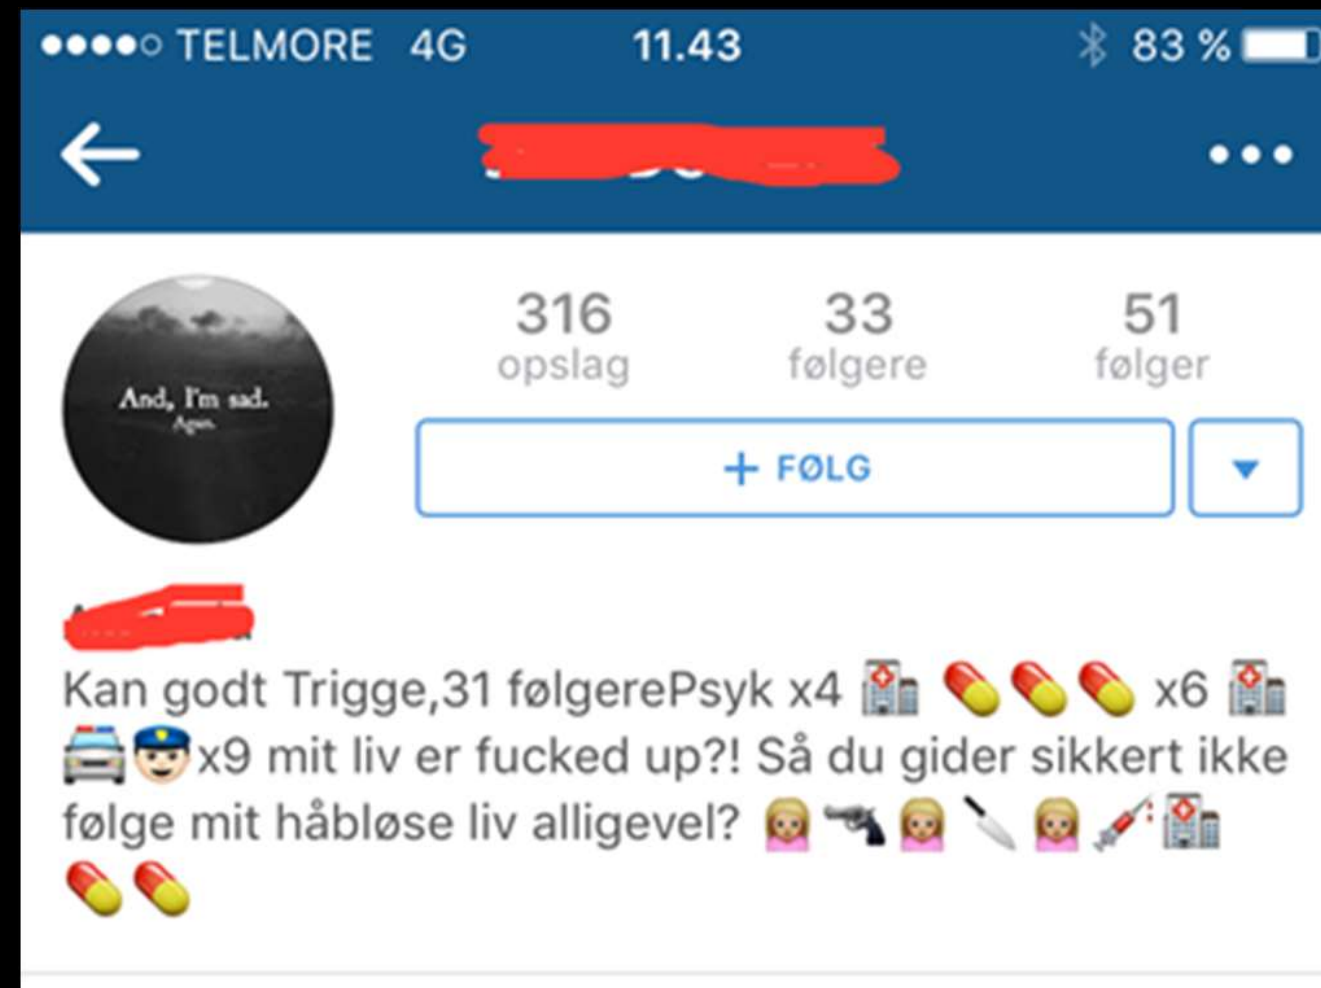 TELMORE 4G 11.43 83 %
316 33 51
opslag følgere følger
+ FØLG
And, I'm sad.
Again.
Kan godt Trigge,31 følgerePsyk x4 🏥 💊💊💊 x6 🏥
🚔👮x9 mit liv er fucked up?! Så du gider sikkert ikke
følge mit håbløse liv alligevel? 👧🔫👧🔪👧💉🏥
💊💊